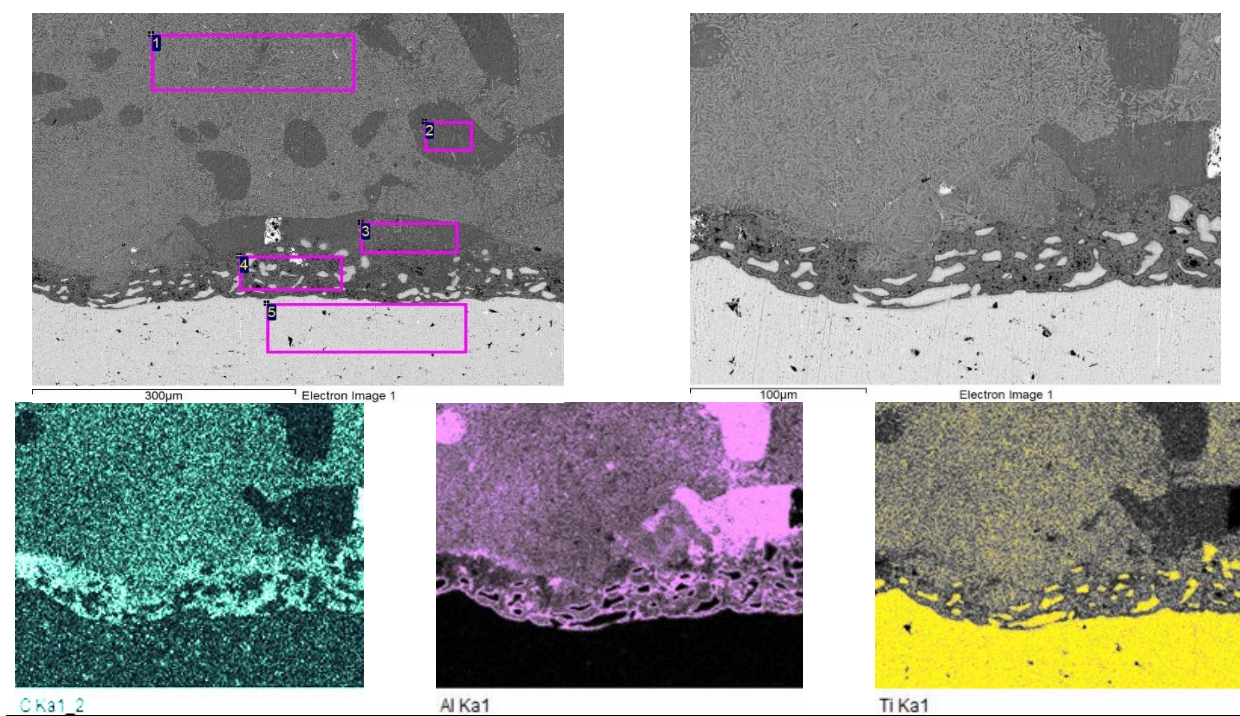 1
2
3
4
5
300µm
Electron Image 1
100µm
Electron Image 1
C Ka1_2
Al Ka1
Ti Ka1